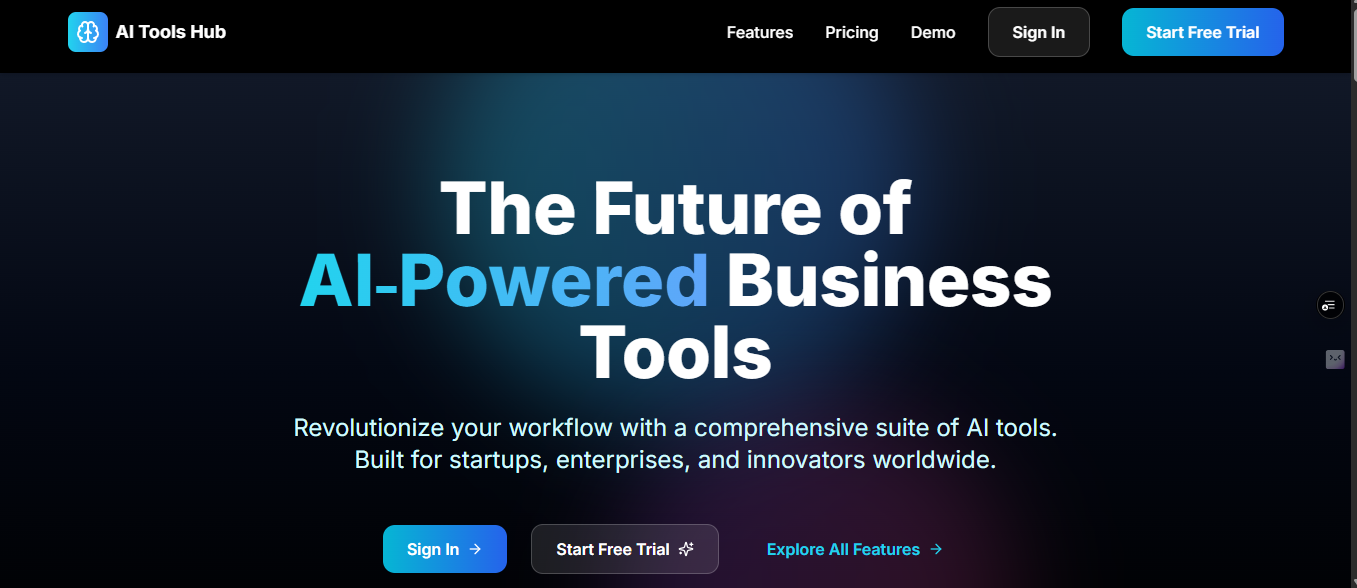 AI Tools Hub
Features
Pricing
Demo
Sign In
Start Free Trial
The Future of
AI-Powered Business
Tools
Revolutionize your workflow with a comprehensive suite of AI tools.
Built for startups, enterprises, and innovators worldwide.
Sign In
Start Free Trial
Explore All Features